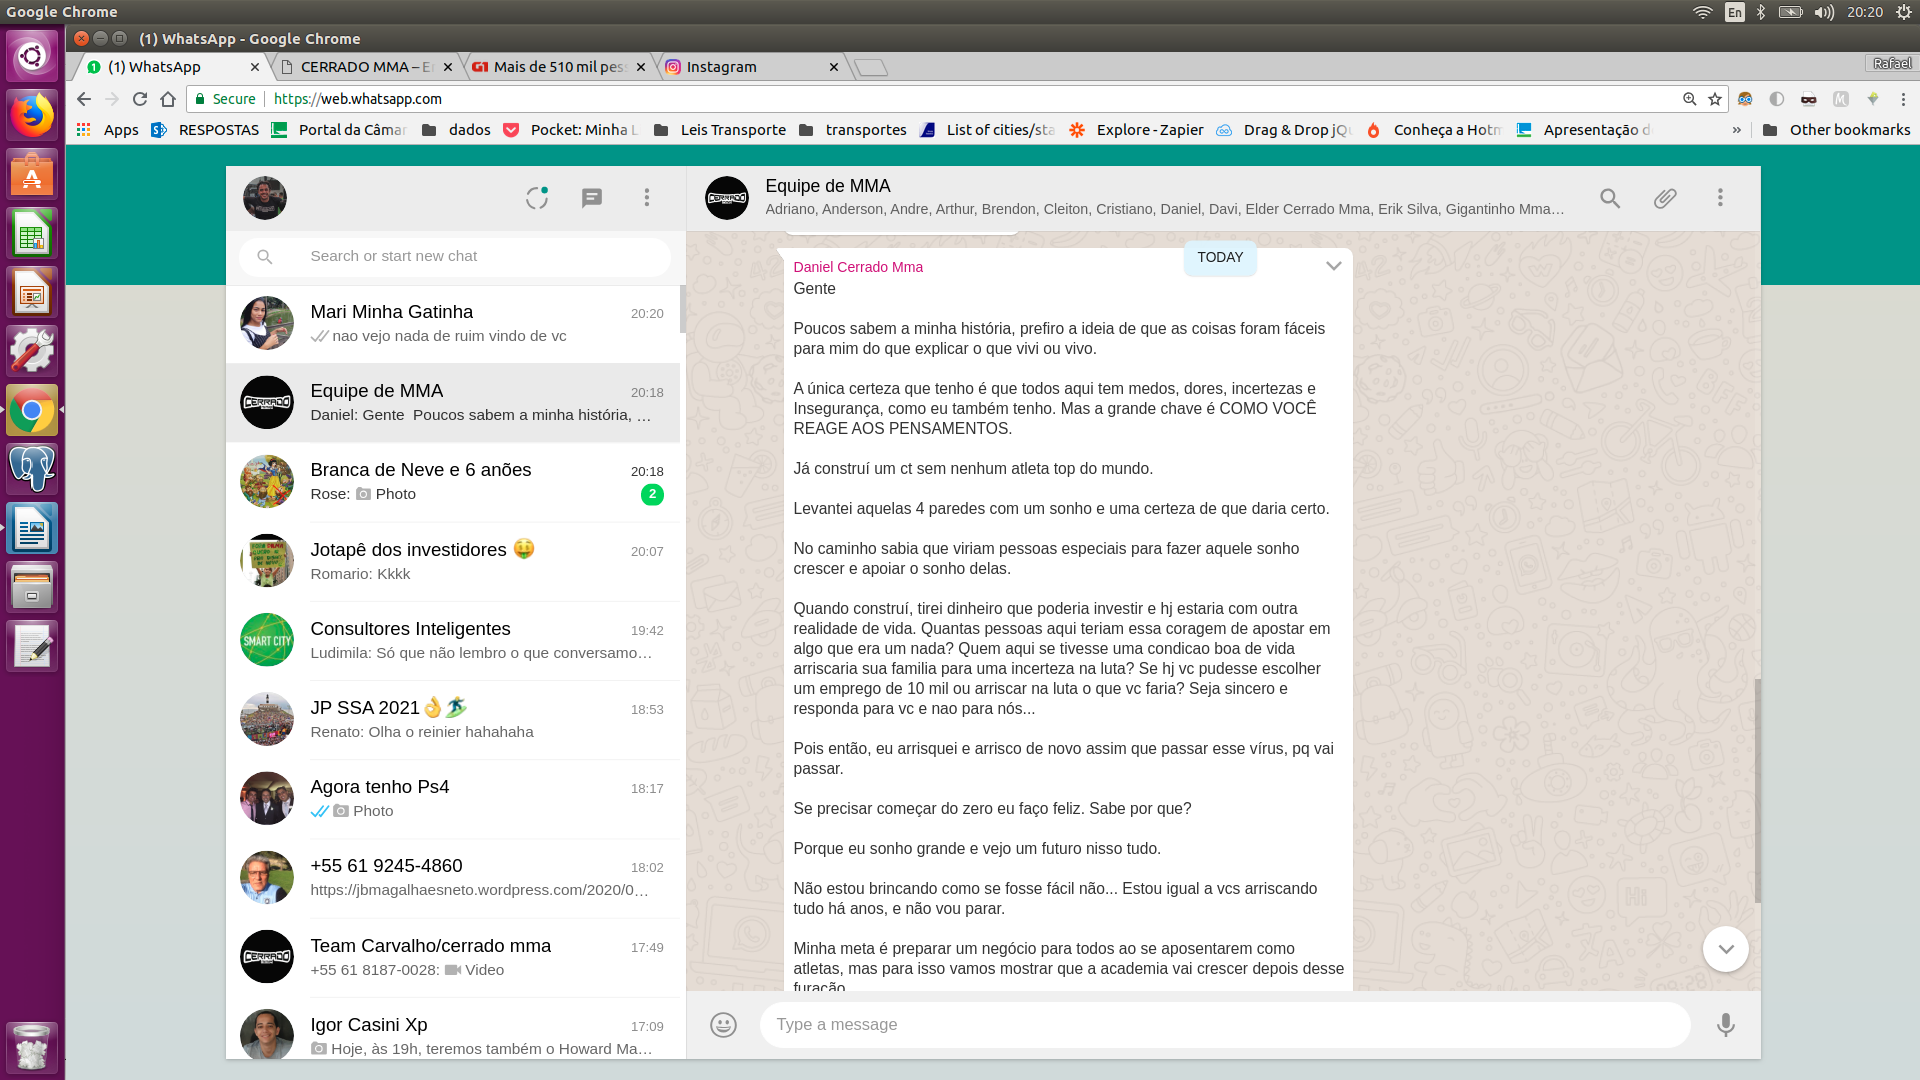 Google Chrome
En
20:20
(1) WhatsApp - Google Chrome
(1) WhatsApp
CERRADO MMA –
Mais de 510 mil
Instagram
Rafael
Secure
https://web.whatsapp.com
Apps
RESPOSTAS
Portal da
dados
Pocket: Minha
Leis Transporte
transportes
List of
Explore - Zapier
Drag & Drop
Conheça a
Apresentação
»
Other bookmarks
Search or start new chat
Mari Minha Gatinha
20:20
nao vejo nada de ruim vindo de vc
Equipe de MMA
20:18
Daniel: Gente Poucos sabem a minha história, …
Branca de Neve e 6 anões
20:18
Rose: Photo
2
Jotapê dos investidores 🤑
20:07
Romario: Kkkk
SMART CITY
Consultores Inteligentes
19:42
Ludimila: Só que não lembro o que conversamo…
JP SSA 2021👌🏄
18:53
Renato: Olha o reinier hahahaha
Agora tenho Ps4
18:17
Photo
+55 61 9245-4860
18:02
https://jbmagalhaesneto.wordpress.com/2020/0…
Team Carvalho/cerrado mma
17:49
+55 61 8187-0028: Video
Igor Casini Xp
17:09
Hoje, às 19h, teremos também o Howard Ma…
CERRADO
Equipe de MMA
Adriano, Anderson, Andre, Arthur, Brendon, Cleiton, Cristiano, Daniel, Davi, Elder Cerrado Mma, Erik Silva, Gigantinho Mma…
TODAY
Daniel Cerrado Mma
Gente
Poucos sabem a minha história, prefiro a ideia de que as coisas foram fáceis
para mim do que explicar o que vivi ou vivo.
A única certeza que tenho é que todos aqui tem medos, dores, incertezas e
Insegurança, como eu também tenho. Mas a grande chave é COMO VOCÊ
REAGE AOS PENSAMENTOS.
Já construí um ct sem nenhum atleta top do mundo.
Levantei aquelas 4 paredes com um sonho e uma certeza de que daria certo.
No caminho sabia que viriam pessoas especiais para fazer aquele sonho
crescer e apoiar o sonho delas.
Quando construí, tirei dinheiro que poderia investir e hj estaria com outra
realidade de vida. Quantas pessoas aqui teriam essa coragem de apostar em
algo que era um nada? Quem aqui se tivesse uma condicao boa de vida
arriscaria sua familia para uma incerteza na luta? Se hj vc pudesse escolher
um emprego de 10 mil ou arriscar na luta o que vc faria? Seja sincero e
responda para vc e nao para nós...
Pois então, eu arrisquei e arrisco de novo assim que passar esse vírus, pq vai
passar.
Se precisar começar do zero eu faço feliz. Sabe por que?
Porque eu sonho grande e vejo um futuro nisso tudo.
Não estou brincando como se fosse fácil não... Estou igual a vcs arriscando
tudo há anos, e não vou parar.
Minha meta é preparar um negócio para todos ao se aposentarem como
atletas, mas para isso vamos mostrar que a academia vai crescer depois desse
furacão
Type a message